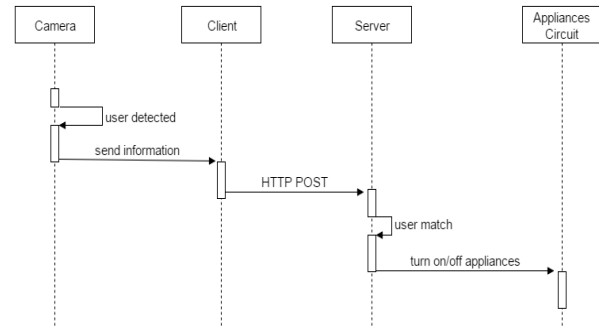 Camera
Client
Server
Appliances
Circuit
user detected
send information
HTTP POST
user match
turn on/off appliances